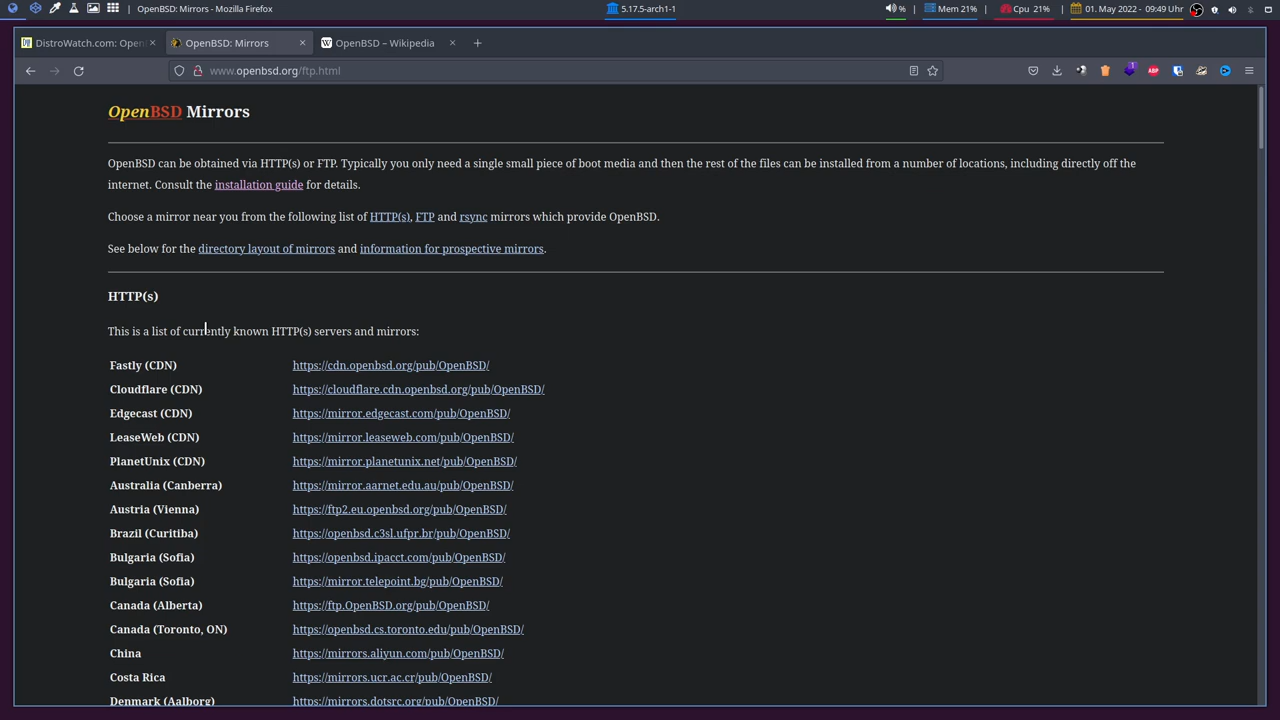 OpenBSD: Mirrors - Mozilla Firefox
5.17.5-arch1-1
%
Mem 21%
Cpu 21%
01. May 2022 - 09:49 Uhr
DistroWatch.com: Open
OpenBSD: Mirrors
OpenBSD – Wikipedia
www.openbsd.org/ftp.html
1
ABP
OpenBSD Mirrors
OpenBSD can be obtained via HTTP(s) or FTP. Typically you only need a single small piece of boot media and then the rest of the files can be installed from a number of locations, including directly off the
internet. Consult the installation guide for details.
Choose a mirror near you from the following list of HTTP(s), FTP and rsync mirrors which provide OpenBSD.
See below for the directory layout of mirrors and information for prospective mirrors.
HTTP(s)
This is a list of currently known HTTP(s) servers and mirrors:
Fastly (CDN) https://cdn.openbsd.org/pub/OpenBSD/
Cloudflare (CDN) https://cloudflare.cdn.openbsd.org/pub/OpenBSD/
Edgecast (CDN) https://mirror.edgecast.com/pub/OpenBSD/
LeaseWeb (CDN) https://mirror.leaseweb.com/pub/OpenBSD/
PlanetUnix (CDN) https://mirror.planetunix.net/pub/OpenBSD/
Australia (Canberra) https://mirror.aarnet.edu.au/pub/OpenBSD/
Austria (Vienna) https://ftp2.eu.openbsd.org/pub/OpenBSD/
Brazil (Curitiba) https://openbsd.c3sl.ufpr.br/pub/OpenBSD/
Bulgaria (Sofia) https://openbsd.ipacct.com/pub/OpenBSD/
Bulgaria (Sofia) https://mirror.telepoint.bg/pub/OpenBSD/
Canada (Alberta) https://ftp.OpenBSD.org/pub/OpenBSD/
Canada (Toronto, ON) https://openbsd.cs.toronto.edu/pub/OpenBSD/
China https://mirrors.aliyun.com/pub/OpenBSD/
Costa Rica https://mirrors.ucr.ac.cr/pub/OpenBSD/
Denmark (Aalborg) https://mirrors.dotsrc.org/pub/OpenBSD/